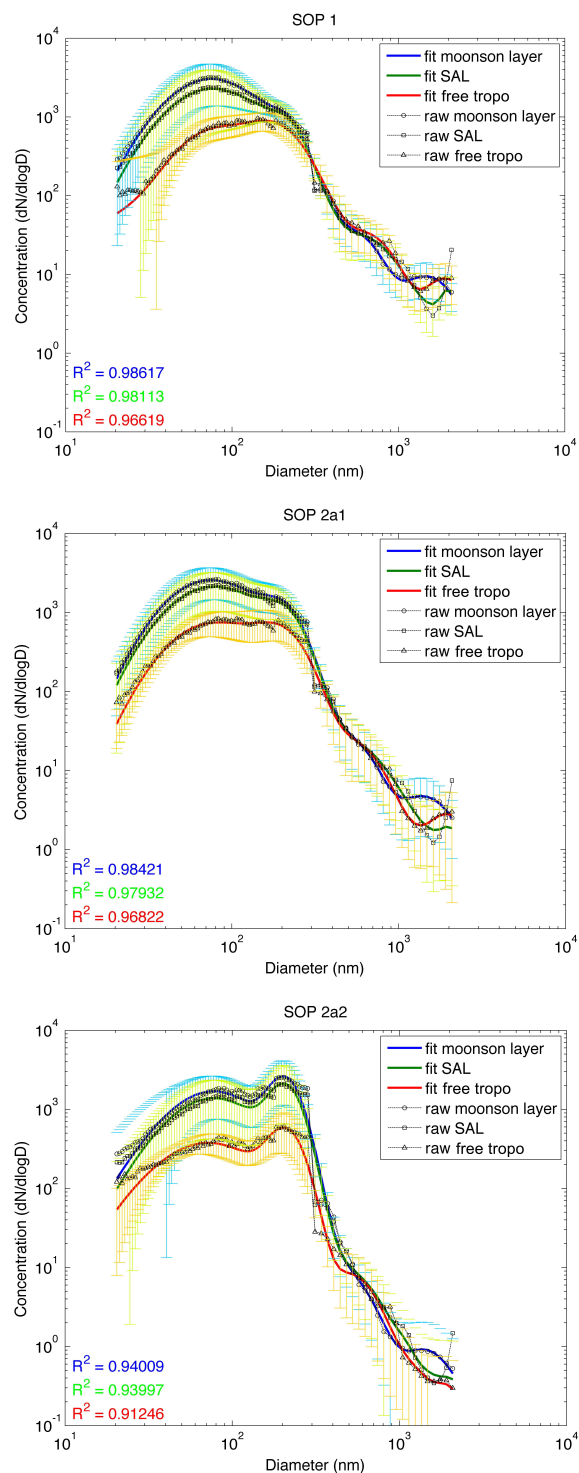 SOP 1
10^4
fit moonson layer
fit SAL
fit free tropo
raw moonson layer
raw SAL
raw free tropo
10^3
10^2
10^1
10^0
10^-1
Concentration (dN/dlogD)
R^2 = 0.98617
R^2 = 0.98113
R^2 = 0.96619
10^1 10^2 10^3 10^4
Diameter (nm)
SOP 2a1
10^4
fit moonson layer
fit SAL
fit free tropo
raw moonson layer
raw SAL
raw free tropo
10^3
10^2
10^1
10^0
10^-1
Concentration (dN/dlogD)
R^2 = 0.98421
R^2 = 0.97932
R^2 = 0.96822
10^1 10^2 10^3 10^4
Diameter (nm)
SOP 2a2
10^4
fit moonson layer
fit SAL
fit free tropo
raw moonson layer
raw SAL
raw free tropo
10^3
10^2
10^1
10^0
10^-1
Concentration (dN/dlogD)
R^2 = 0.94009
R^2 = 0.93997
R^2 = 0.91246
10^1 10^2 10^3 10^4
Diameter (nm)